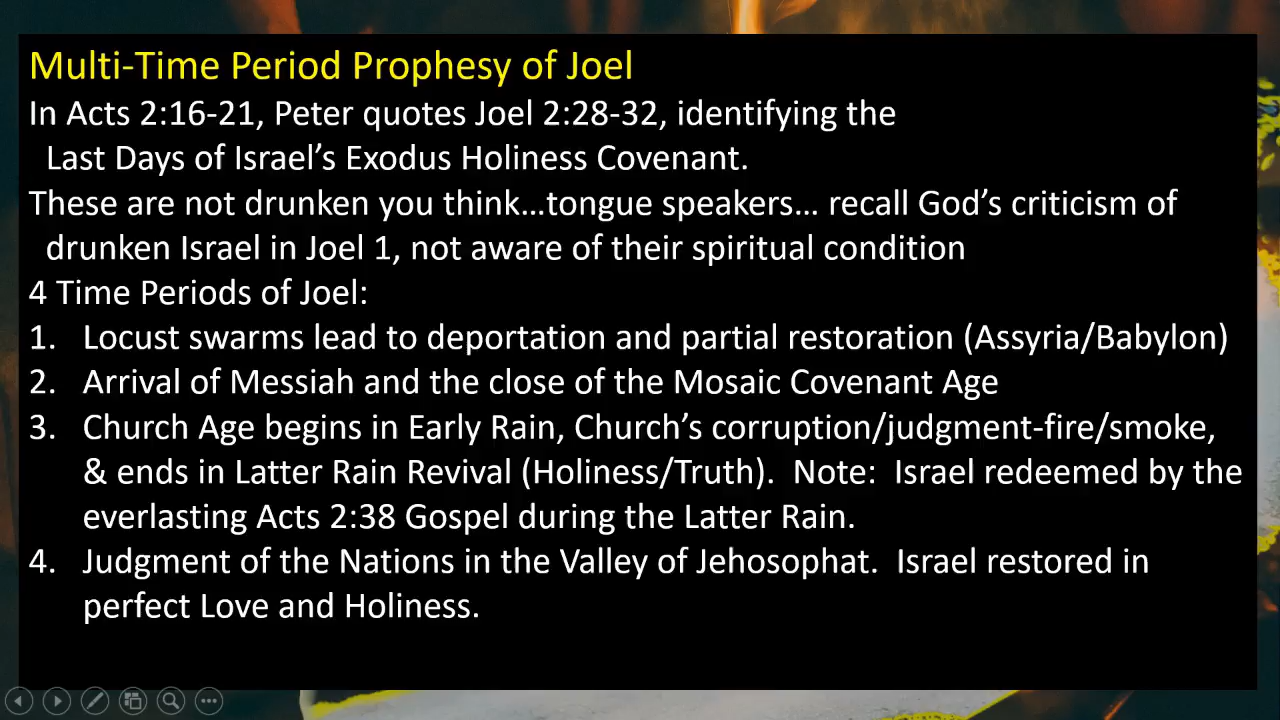 Multi-Time Period Prophesy of Joel
In Acts 2:16-21, Peter quotes Joel 2:28-32, identifying the
Last Days of Israel’s Exodus Holiness Covenant.
These are not drunken you think…tongue speakers… recall God’s criticism of
drunken Israel in Joel 1, not aware of their spiritual condition
4 Time Periods of Joel:
1. Locust swarms lead to deportation and partial restoration (Assyria/Babylon)
2. Arrival of Messiah and the close of the Mosaic Covenant Age
3. Church Age begins in Early Rain, Church’s corruption/judgment-fire/smoke,
& ends in Latter Rain Revival (Holiness/Truth).  Note:  Israel redeemed by the
everlasting Acts 2:38 Gospel during the Latter Rain.
4. Judgment of the Nations in the Valley of Jehosophat.  Israel restored in
perfect Love and Holiness.